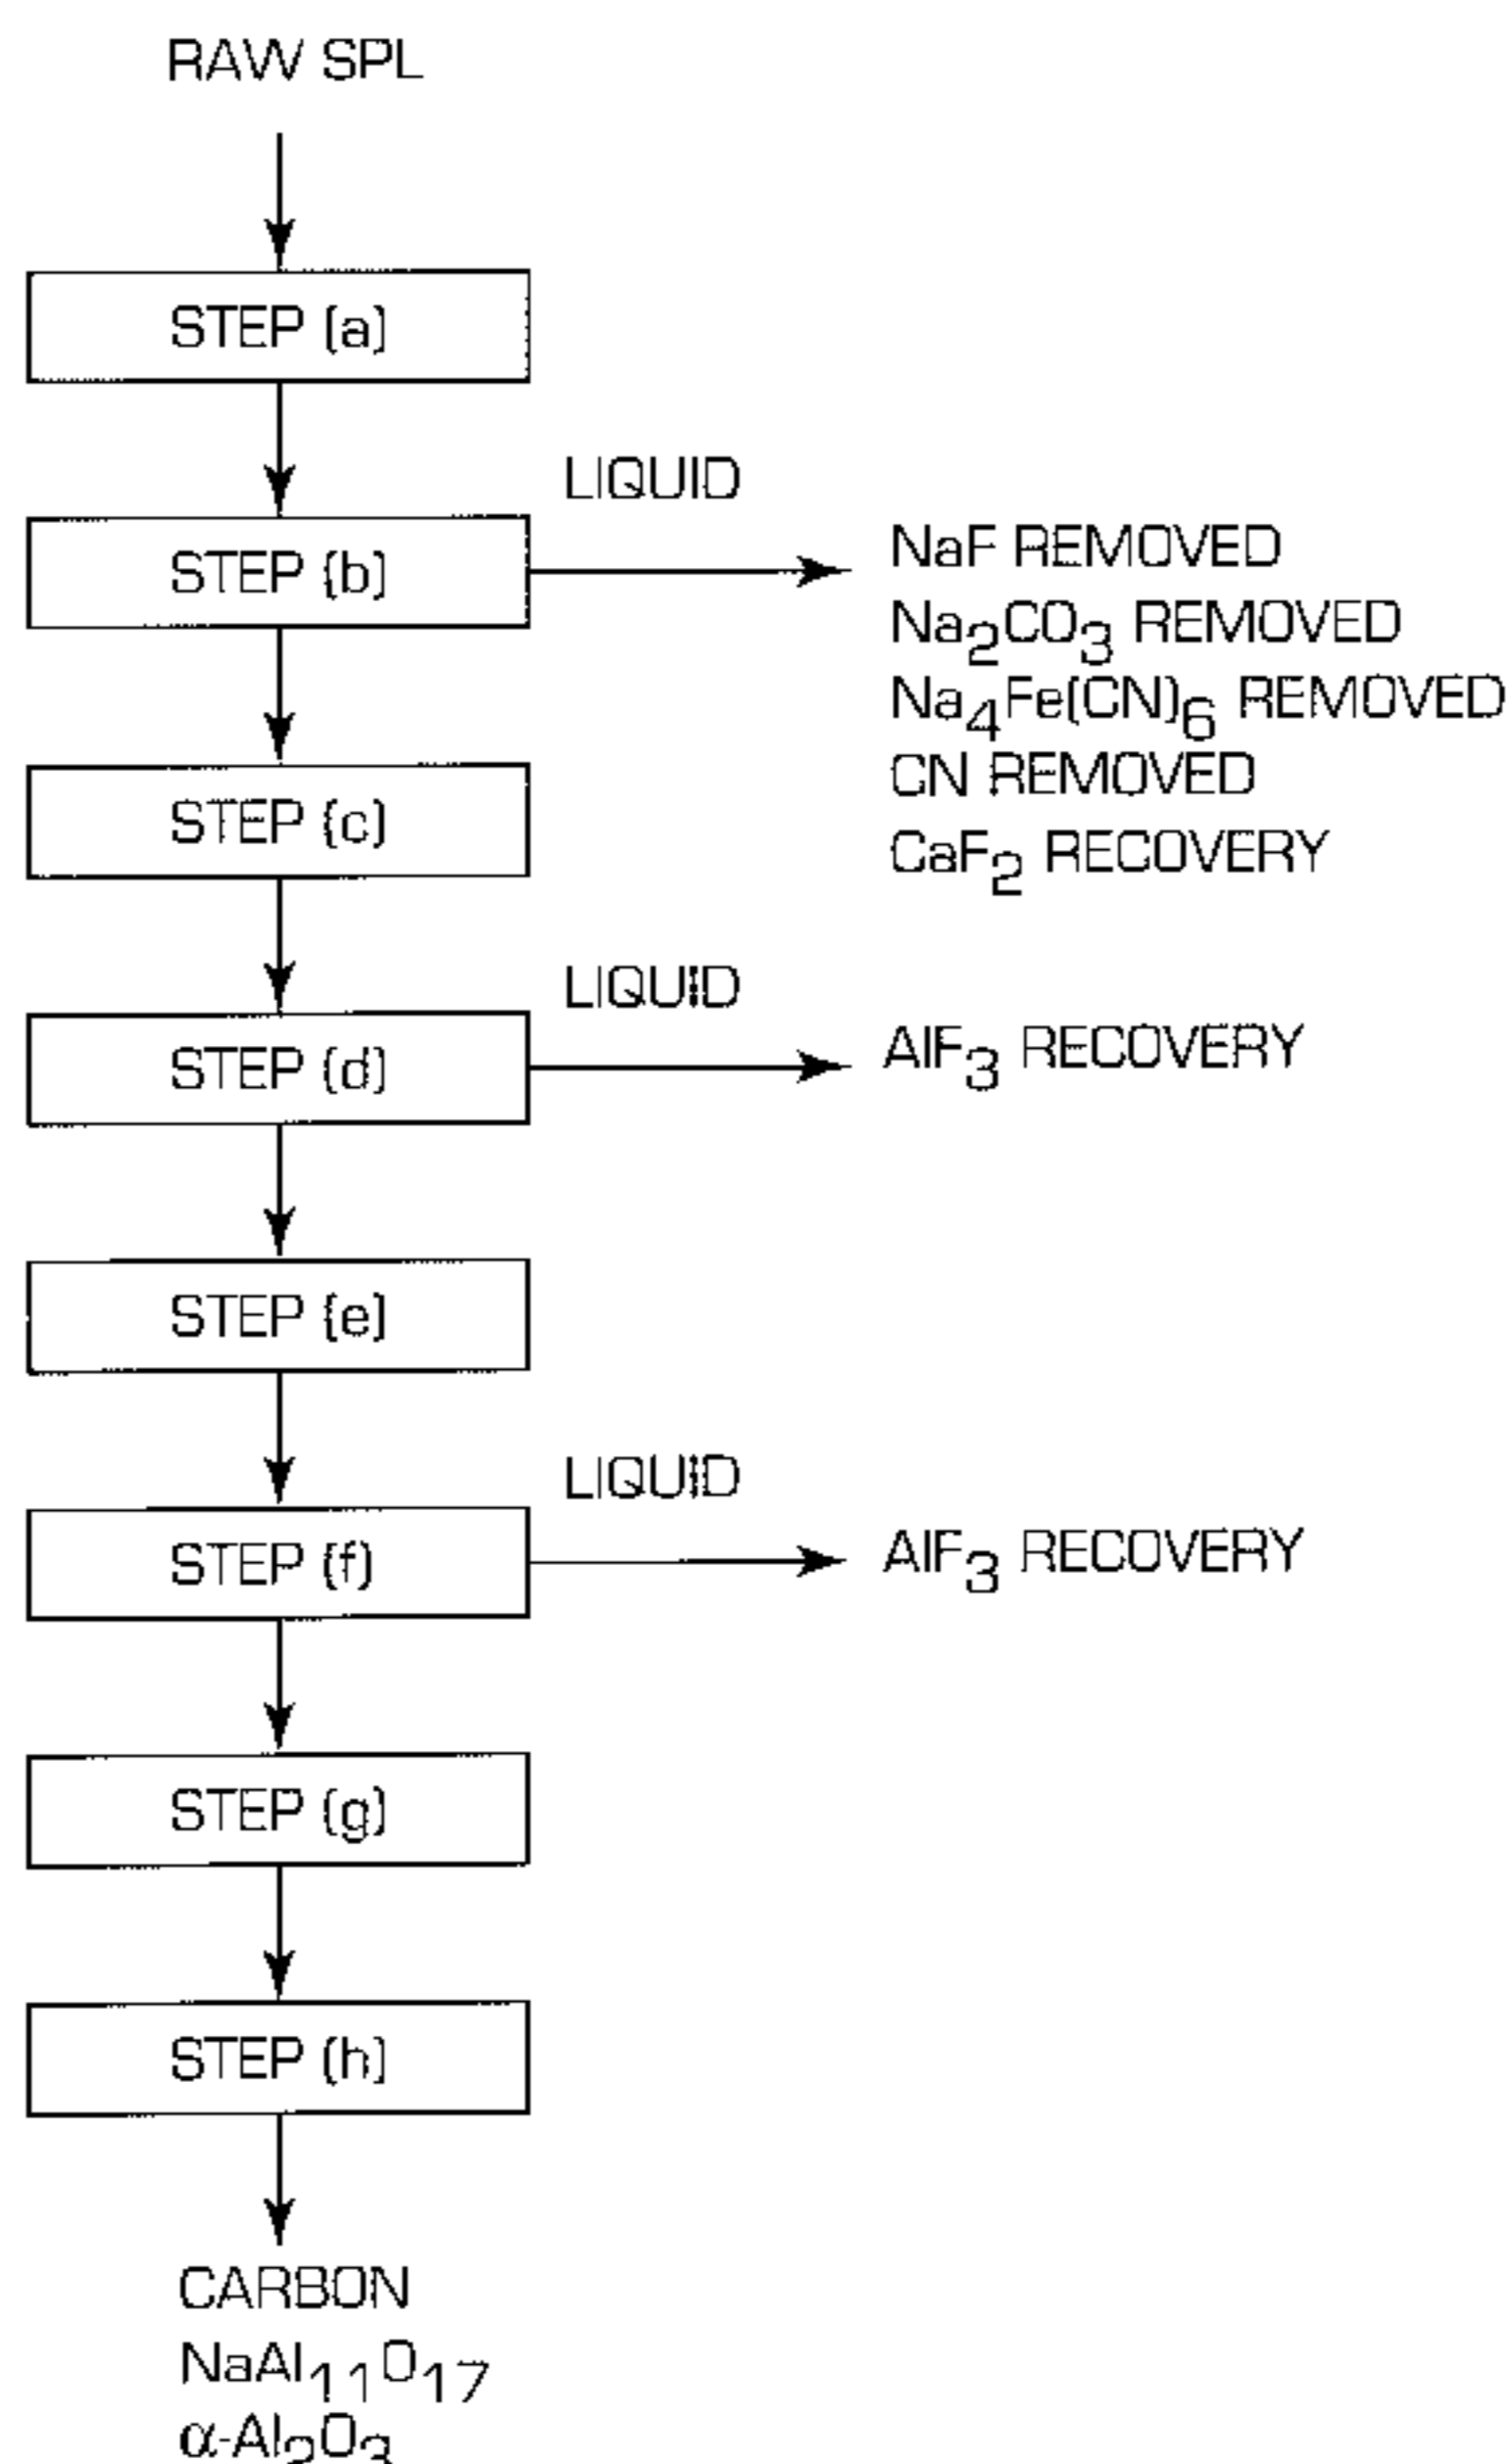 RAW SPL
STEP (a)
LIQUID
STEP (b)
NaF REMOVED
Na₂CO₃ REMOVED
Na₄Fe(CN)₆ REMOVED
CN REMOVED
CaF₂ RECOVERY
STEP (c)
LIQUID
STEP (d)
AlF₃ RECOVERY
STEP (e)
LIQUID
STEP (f)
AlF₃ RECOVERY
STEP (g)
STEP (h)
CARBON
NaAl₁₁O₁₇
α-Al₂O₃